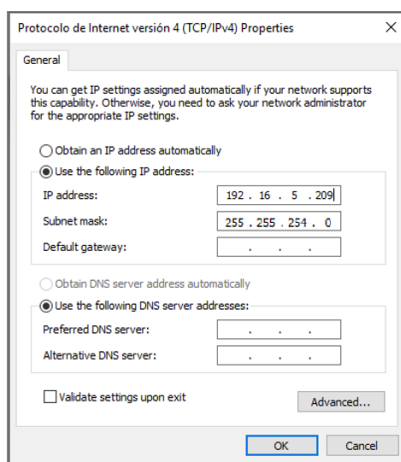 Protocolo de Internet versión 4 (TCP/IPv4) Properties
General
You can get IP settings assigned automatically if your network supports
this capability. Otherwise, you need to ask your network administrator
for the appropriate IP settings.
Obtain an IP address automatically
Use the following IP address:
IP address: 192 . 16 . 5 . 209
Subnet mask: 255 . 255 . 254 . 0
Default gateway: . . .
Obtain DNS server address automatically
Use the following DNS server addresses:
Preferred DNS server: . . .
Alternative DNS server: . . .
Validate settings upon exit
Advanced...
OK Cancel